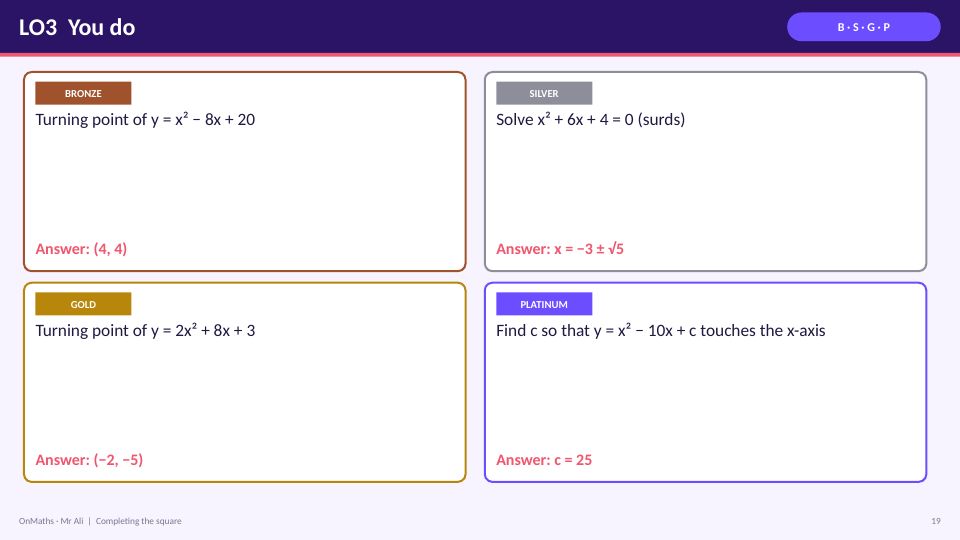 LO3 You do
B · S · G · P
BRONZE
Turning point of y = x² − 8x + 20
Answer: (4, 4)
SILVER
Solve x² + 6x + 4 = 0 (surds)
Answer: x = −3 ± √5
GOLD
Turning point of y = 2x² + 8x + 3
Answer: (−2, −5)
PLATINUM
Find c so that y = x² − 10x + c touches the x-axis
Answer: c = 25
OnMaths · Mr Ali | Completing the square
19